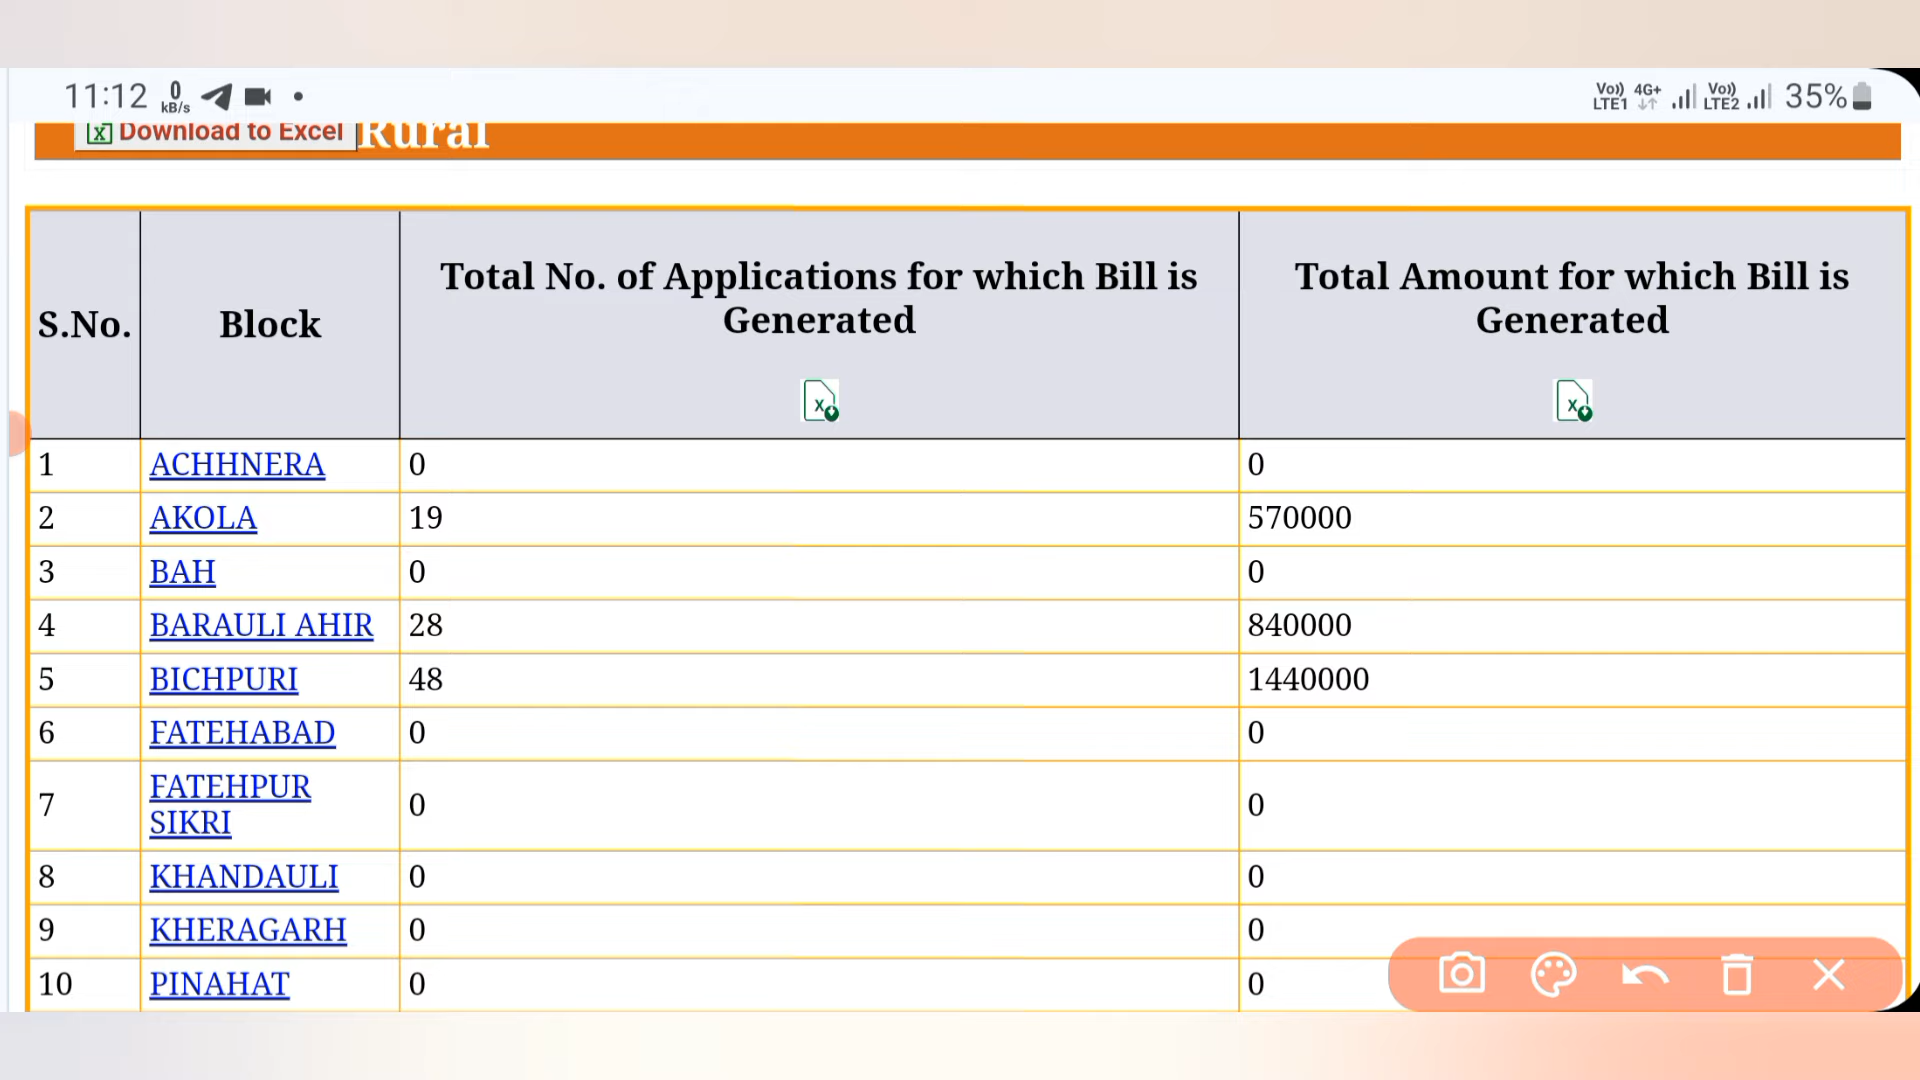 11:12 0 kB/s Vo)) LTE1 4G+ Vo)) LTE2 35%
Download to Excel Rural
S.No. Block Total No. of Applications for which Bill is Generated Total Amount for which Bill is Generated
1 ACHHNERA 0 0
2 AKOLA 19 570000
3 BAH 0 0
4 BARAULI AHIR 28 840000
5 BICHPURI 48 1440000
6 FATEHABAD 0 0
7 FATEHPUR SIKRI 0 0
8 KHANDAULI 0 0
9 KHERAGARH 0 0
10 PINAHAT 0 0